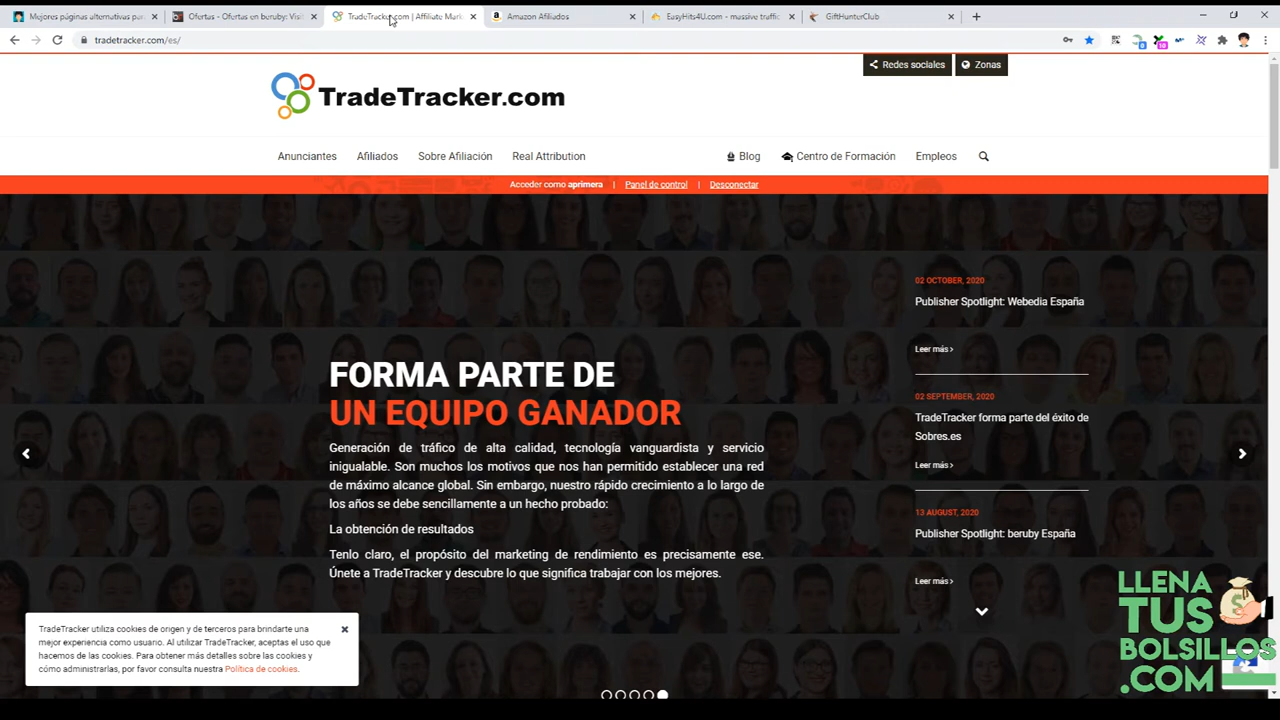 Mejores páginas alternativas par
Ofertas - Ofertas en beruby: Visi
TradeTracker.com | Affiliate Mark
Amazon Afiliados
EasyHits4U.com - massive traffi
GiftHunterClub
tradetracker.com/es/
Redes sociales
Zonas
TradeTracker.com
Anunciantes
Afiliados
Sobre Afiliación
Real Attribution
Blog
Centro de Formación
Empleos
Acceder como aprimera | Panel de control | Desconectar
FORMA PARTE DE
UN EQUIPO GANADOR
Generación de tráfico de alta calidad, tecnología vanguardista y servicio
inigualable. Son muchos los motivos que nos han permitido establecer una red
de máximo alcance global. Sin embargo, nuestro rápido crecimiento a lo largo de
los años se debe sencillamente a un hecho probado:
La obtención de resultados
Tenlo claro, el propósito del marketing de rendimiento es precisamente ese.
Únete a TradeTracker y descubre lo que significa trabajar con los mejores.
02 OCTOBER, 2020
Publisher Spotlight: Webedia España
Leer más >
02 SEPTEMBER, 2020
TradeTracker forma parte del éxito de
Sobres.es
Leer más >
13 AUGUST, 2020
Publisher Spotlight: beruby España
Leer más >
TradeTracker utiliza cookies de origen y de terceros para brindarte una
mejor experiencia como usuario. Al utilizar TradeTracker, aceptas el uso que
hacemos de las cookies. Para obtener más detalles sobre las cookies y
cómo administrarlas, por favor consulta nuestra Política de cookies.
LLENA
TUS
BOLSILLOS
.COM